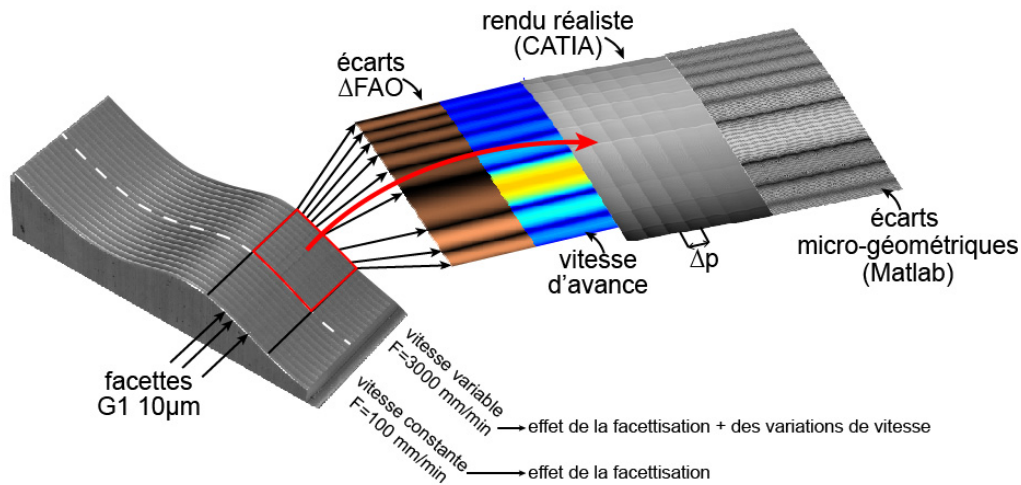 rendu réaliste
(CATIA)
écarts
ΔFAO
écarts
micro-géométriques
(Matlab)
Δp
vitesse
d'avance
facettes
G1 10µm
vitesse variable
F=3000 mm/min
effet de la facettisation + des variations de vitesse
vitesse constante
F=100 mm/min
effet de la facettisation